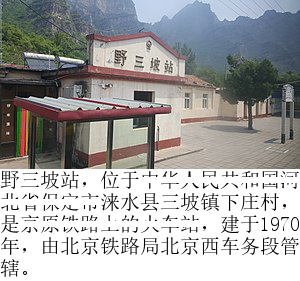 野三坡站
野三坡站，位于中华人民共和国河
北省保定市涞水县三坡镇下庄村，
是京原铁路上的火车站，建于1970
年，由北京铁路局北京西车务段管
辖。